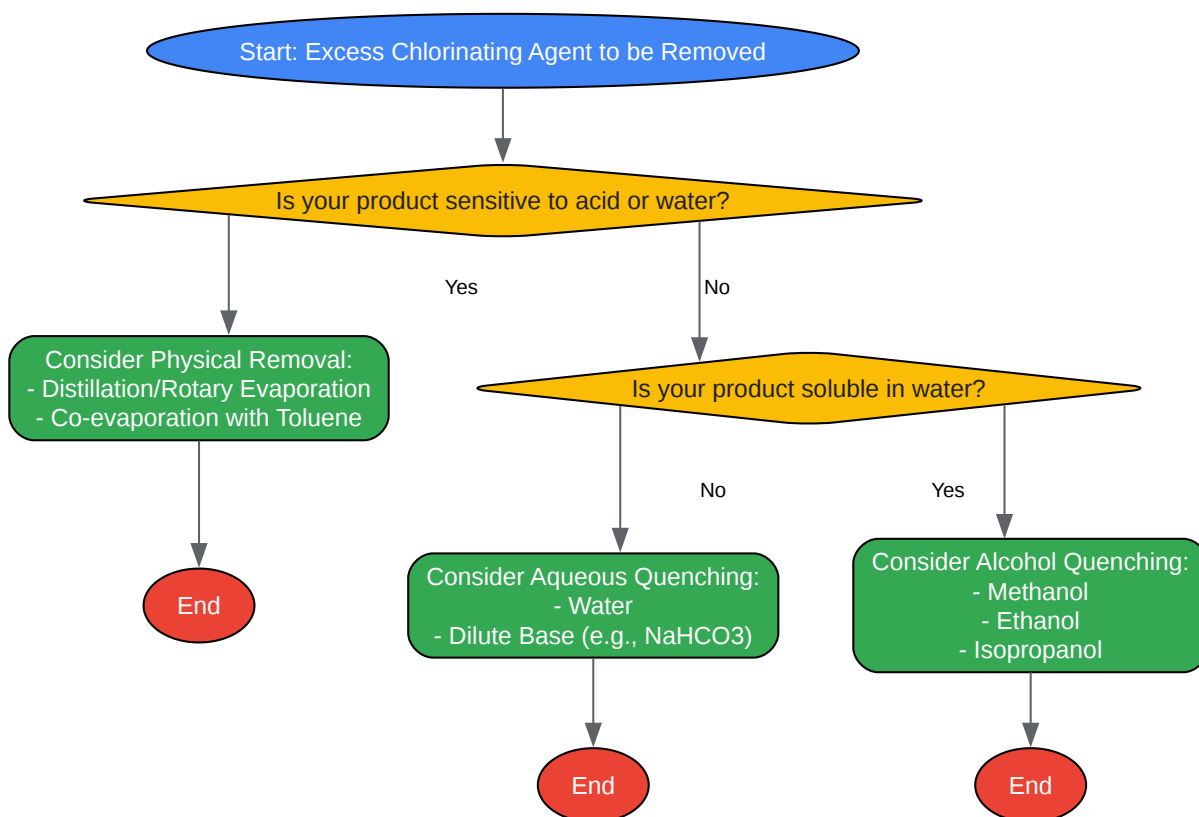 Start: Excess Chlorinating Agent to be Removed
Is your product sensitive to acid or water?
Yes
No
Consider Physical Removal:
- Distillation/Rotary Evaporation
- Co-evaporation with Toluene
Is your product soluble in water?
No
Yes
End
Consider Aqueous Quenching:
- Water
- Dilute Base (e.g., NaHCO3)
Consider Alcohol Quenching:
- Methanol
- Ethanol
- Isopropanol
End
End